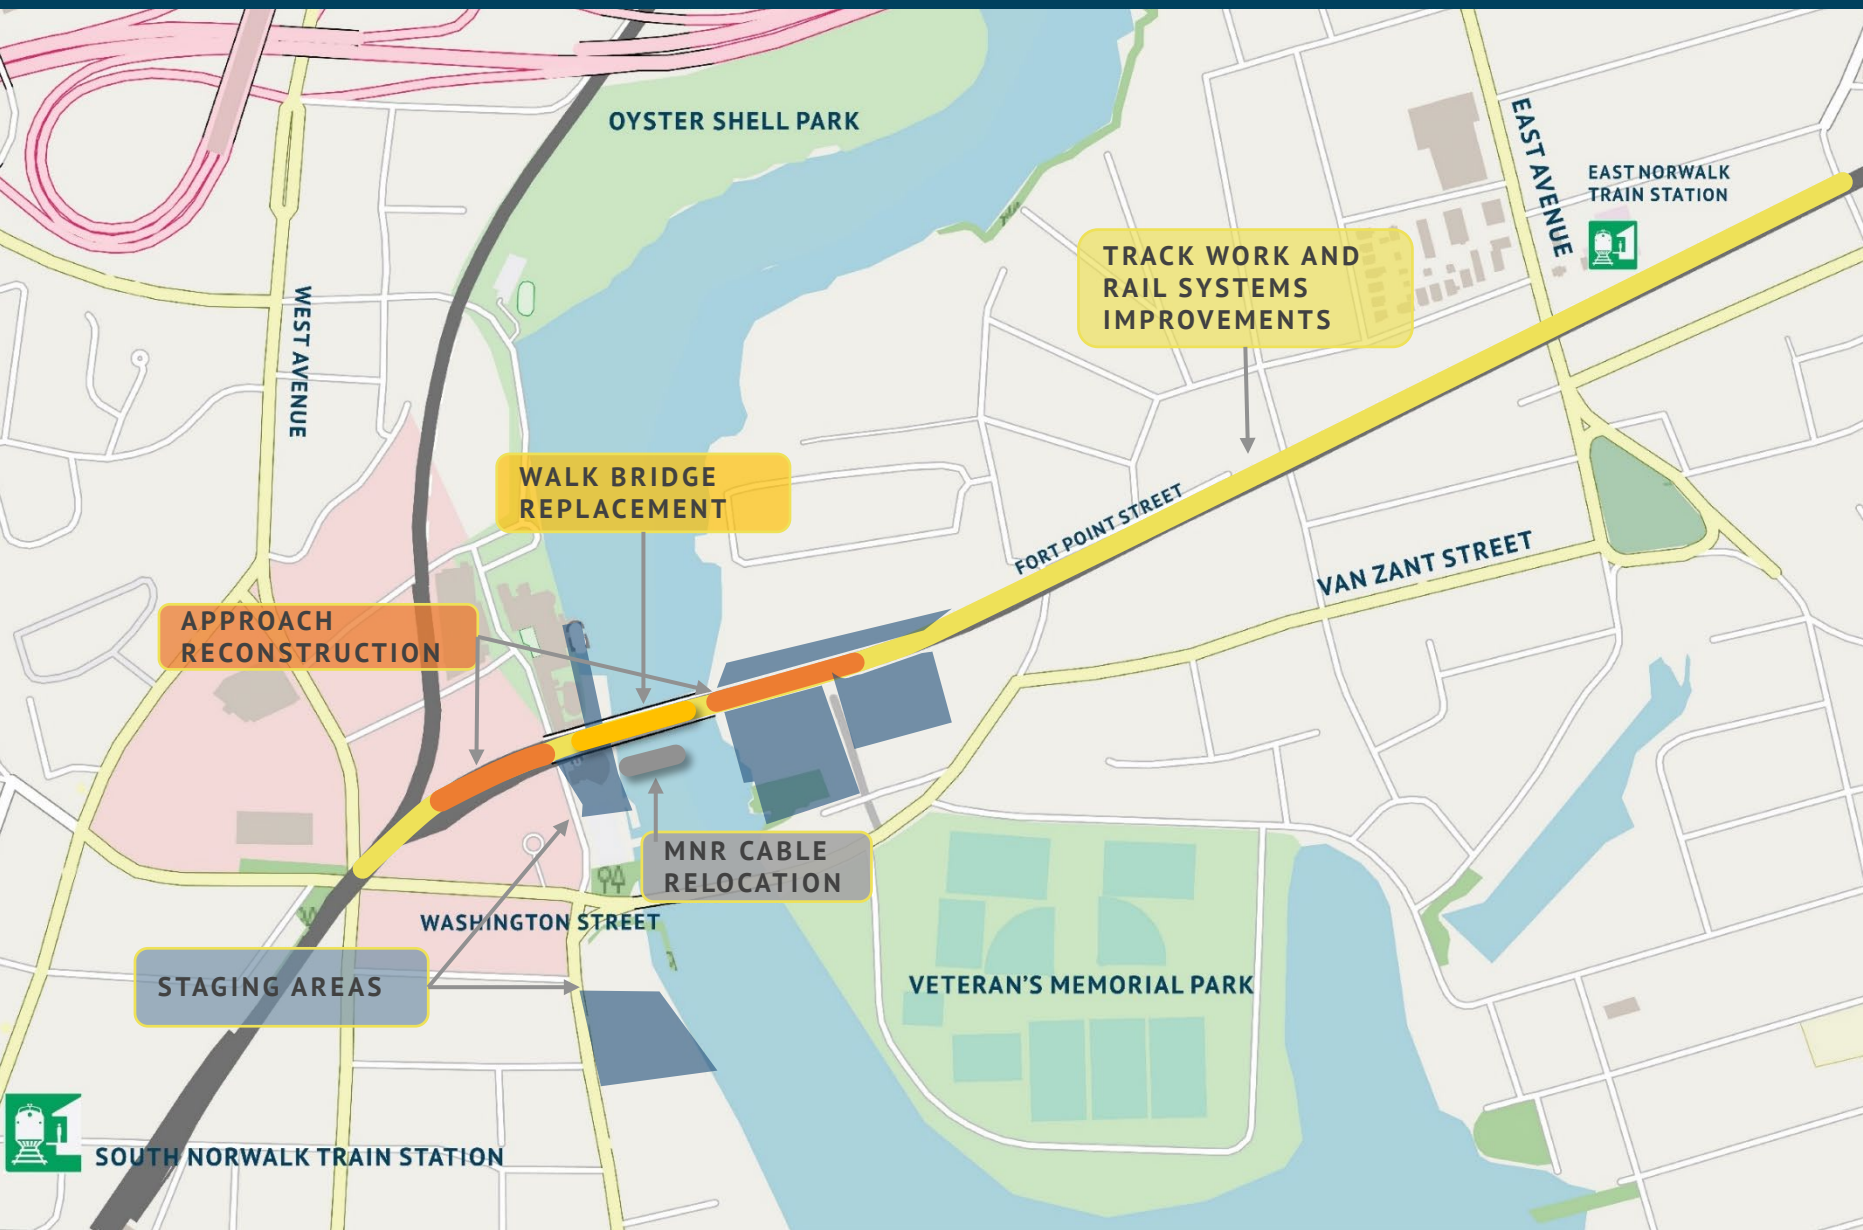 OYSTER SHELL PARK
EAST AVENUE
EAST NORWALK
TRAIN STATION
TRACK WORK AND
RAIL SYSTEMS
IMPROVEMENTS
WEST AVENUE
WALK BRIDGE
REPLACEMENT
FORT POINT STREET
VAN ZANT STREET
APPROACH
RECONSTRUCTION
MNR CABLE
RELOCATION
WASHINGTON STREET
STAGING AREAS
VETERAN'S MEMORIAL PARK
SOUTH NORWALK TRAIN STATION